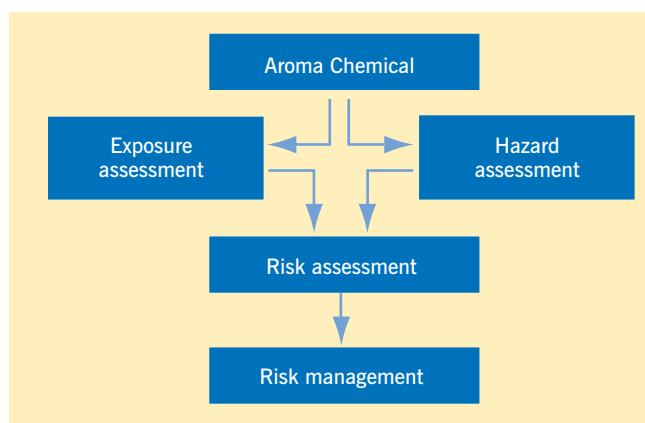 Aroma Chemical
Exposure
assessment
Hazard
assessment
Risk assessment
Risk management